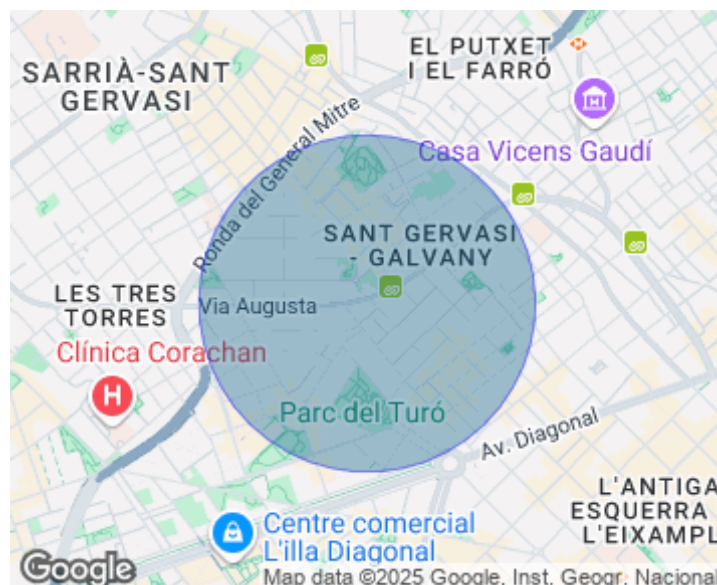 EL PUTXET
I EL FARRÓ
SARRIÀ-SANT
GERVASI
Ronda del General Mitre
Casa Vicens Gaudí
SANT GERVASI
- GALVANY
LES TRES
TORRES
Via Augusta
Clínica Corachan
H
Parc del Turó
Av. Diagonal
L'ANTIGA
ESQUERRA
L'EIXAMPL
Centre comercial
L'illa Diagonal
Google
Map data ©2025 Google, Inst. Geogr. Nacional